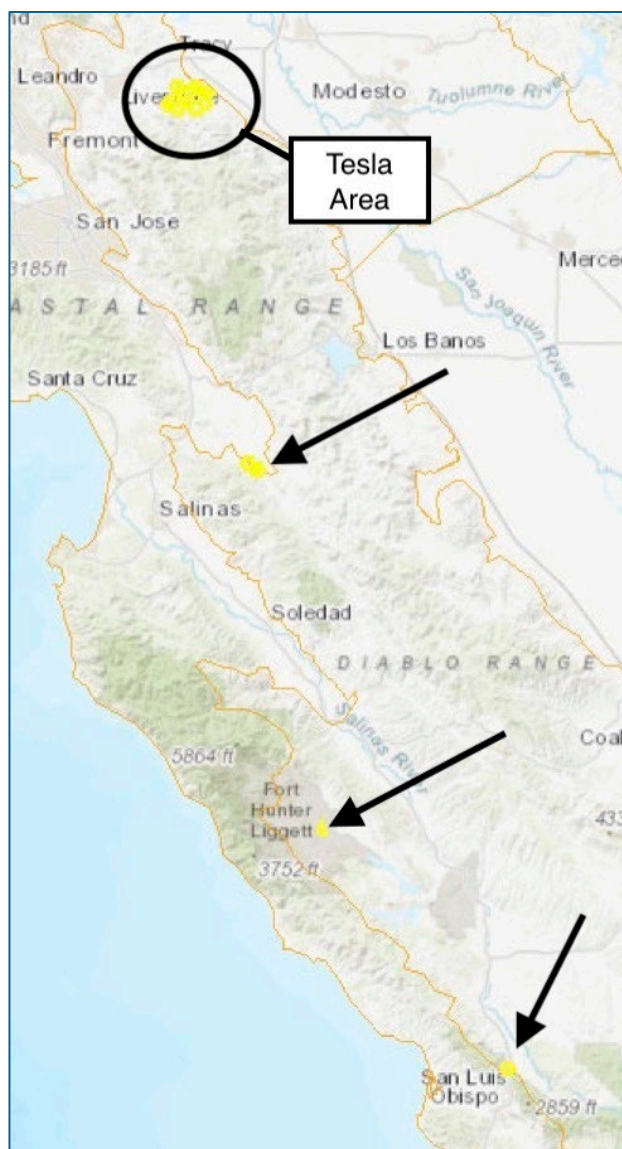 Tracy
Leandro
Livermore
Modesto
Tuolumne River
Fremont
Tesla
Area
San Jose
3185 ft
Merced
ASTAL RANGE
San Joaquin
River
Los Banos
Santa Cruz
Salinas
Soledad
DIABLO RANGE
Salinas
River
Coal
5864 ft
Fort
Hunter
Liggett
433
3752 ft
San Luis
Obispo
2859 ft